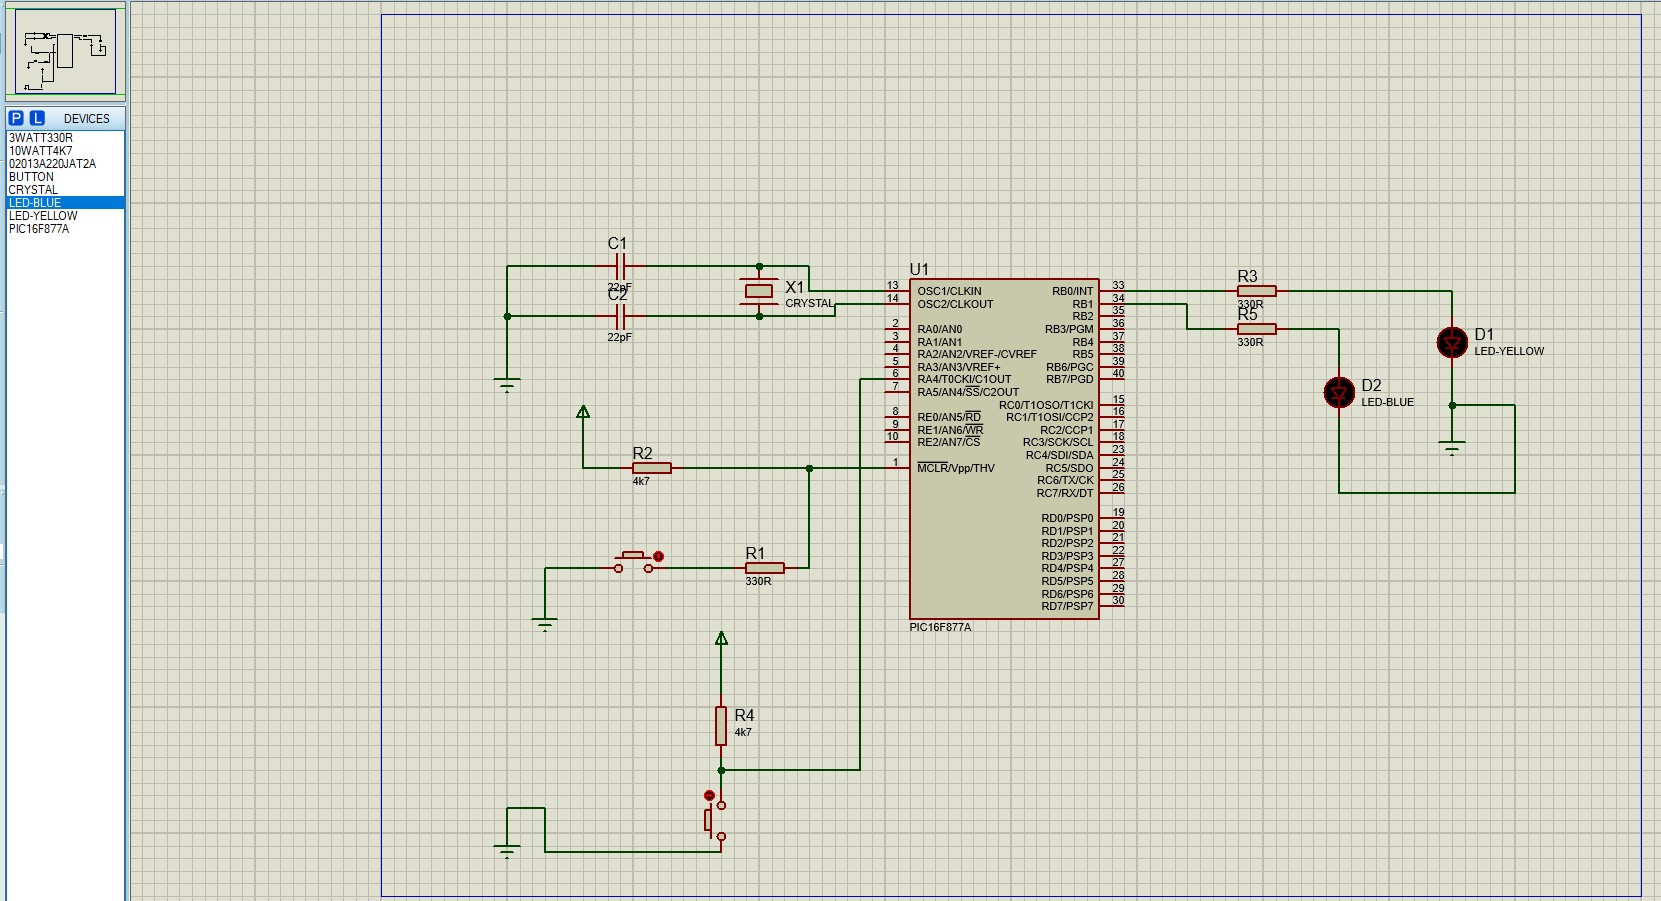 P L DEVICES
3WATT330R
10WATT4K7
02013A220JAT2A
BUTTON
CRYSTAL
LED-BLUE
LED-YELLOW
PIC16F877A
C1
22pF
C2
22pF
X1
CRYSTAL
R2
4k7
R1
330R
R4
4k7
U1
13 OSC1/CLKIN
14 OSC2/CLKOUT
2 RA0/AN0
3 RA1/AN1
4 RA2/AN2/VREF-/CVREF
5 RA3/AN3/VREF+
6 RA4/T0CKI/C1OUT
7 RA5/AN4/SS/C2OUT
8 RE0/AN5/RD
9 RE1/AN6/WR
10 RE2/AN7/CS
1 MCLR/Vpp/THV
RB0/INT 33
RB1 34
RB2 35
RB3/PGM 36
RB4 37
RB5 38
RB6/PGC 39
RB7/PGD 40
RC0/T1OSO/T1CKI 15
RC1/T1OSI/CCP2 16
RC2/CCP1 17
RC3/SCK/SCL 18
RC4/SDI/SDA 23
RC5/SDO 24
RC6/TX/CK 25
RC7/RX/DT 26
RD0/PSP0 19
RD1/PSP1 20
RD2/PSP2 21
RD3/PSP3 22
RD4/PSP4 27
RD5/PSP5 28
RD6/PSP6 29
RD7/PSP7 30
PIC16F877A
R3
330R
R5
330R
D1
LED-YELLOW
D2
LED-BLUE